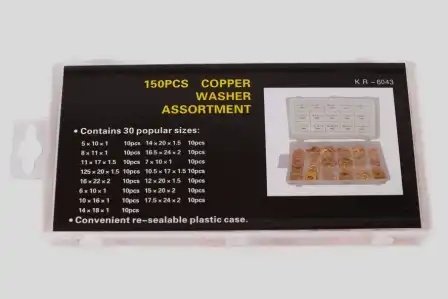 150PCS COPPER
WASHER
ASSORTMENT
KR-6043
• Contains 30 popular sizes:
5 × 10 × 1 10pcs 14 × 20 × 1.5 10pcs
8 × 11 × 1 10pcs 16.5 × 24 × 2 10pcs
11 × 17 × 1.5 10pcs 7 × 10 × 1 10pcs
125 × 20 × 1.5 10pcs 10.5 × 17 × 1.5 10pcs
16 × 22 × 2 10pcs 12 × 20 × 1.5 10pcs
6 × 10 × 1 10pcs 15 × 20 × 2 10pcs
10 × 16 × 1 10pcs 17.5 × 24 × 2 10pcs
14 × 18 × 1 10pcs
• Convenient re-sealable plastic case.